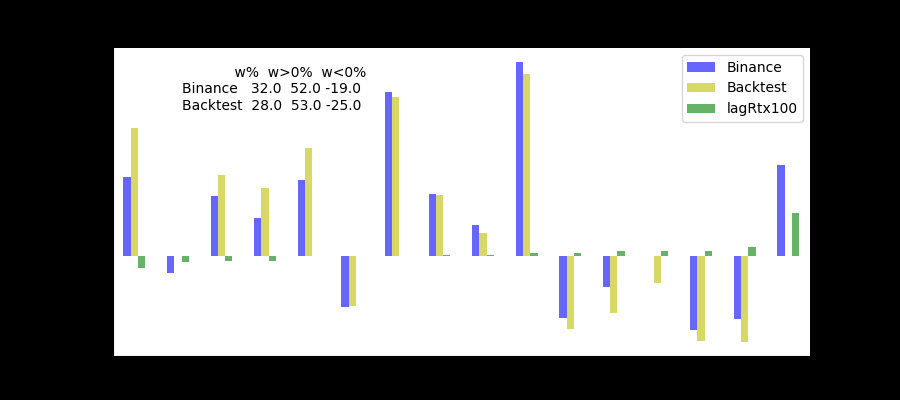 w%  w>0%  w<0%
Binance   32.0  52.0 -19.0
Backtest  28.0  53.0 -25.0
Binance
Backtest
lagRtx100